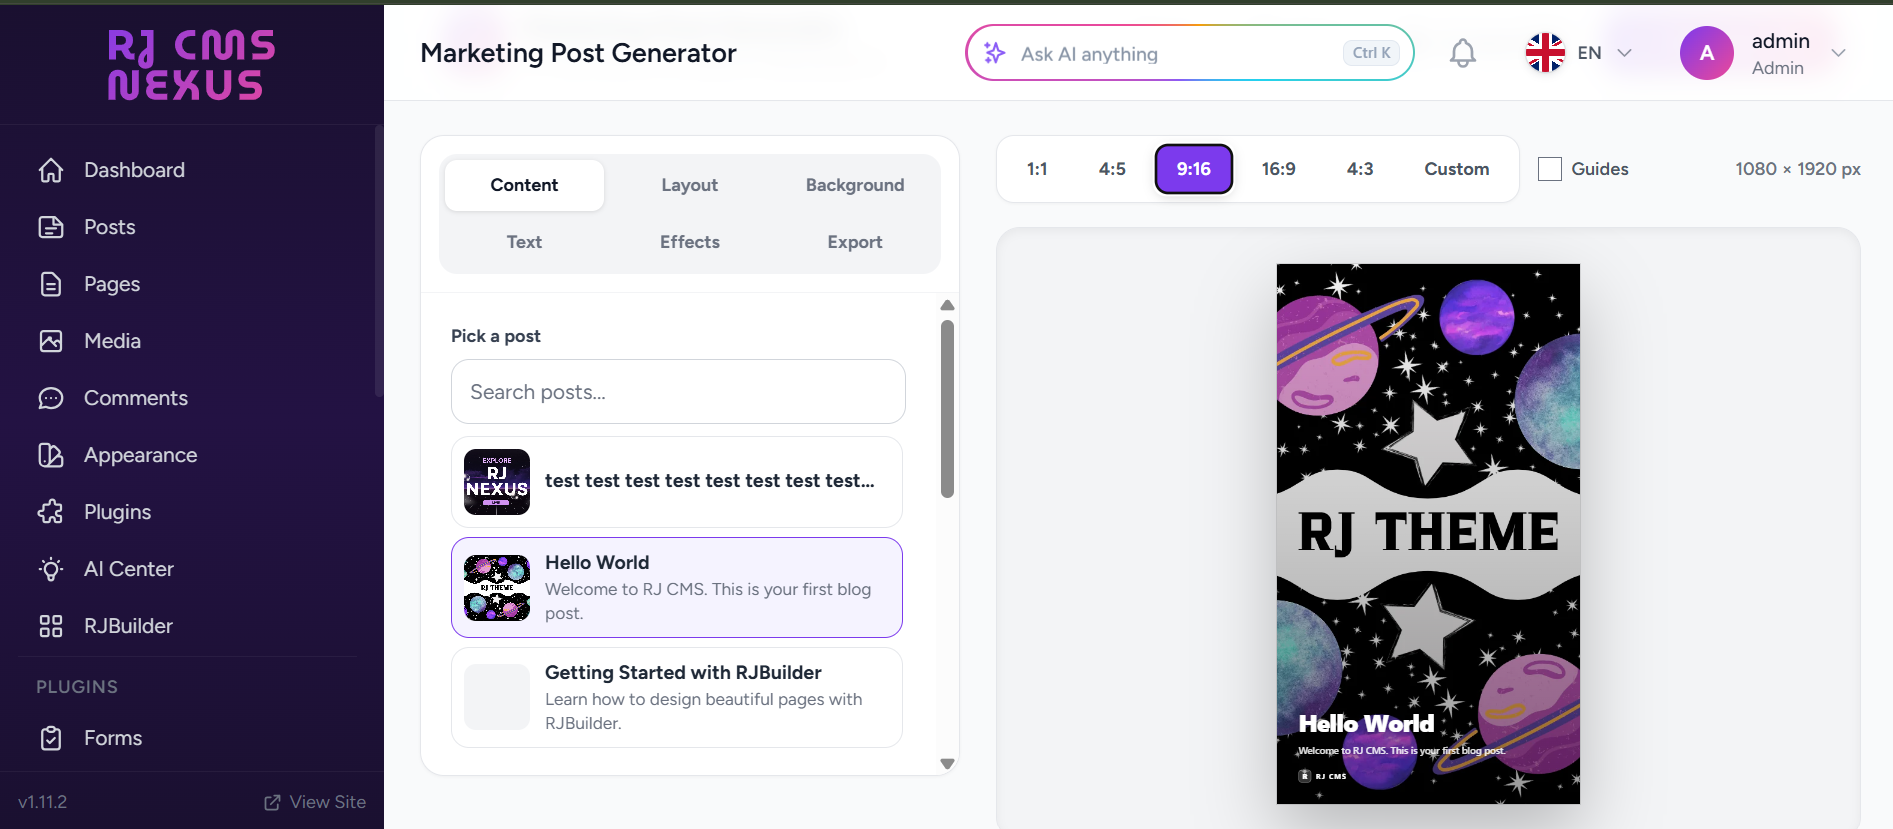 RJ CMS
NEXUS
Dashboard
Posts
Pages
Media
Comments
Appearance
Plugins
AI Center
RJBuilder
PLUGINS
Forms
v1.11.2
View Site
Marketing Post Generator
Ask AI anything
Ctrl K
EN
A
admin
Admin
Content
Layout
Background
Text
Effects
Export
Pick a post
Search posts...
EXPLORE
RJ
NEXUS
test test test test test test test test...
RJ THEME
Hello World
Welcome to RJ CMS. This is your first blog
post.
Getting Started with RJBuilder
Learn how to design beautiful pages with
RJBuilder.
1:1
4:5
9:16
16:9
4:3
Custom
Guides
1080 × 1920 px
RJ THEME
Hello World
Welcome to RJ CMS. This is your first blog post.
R
RJ CMS